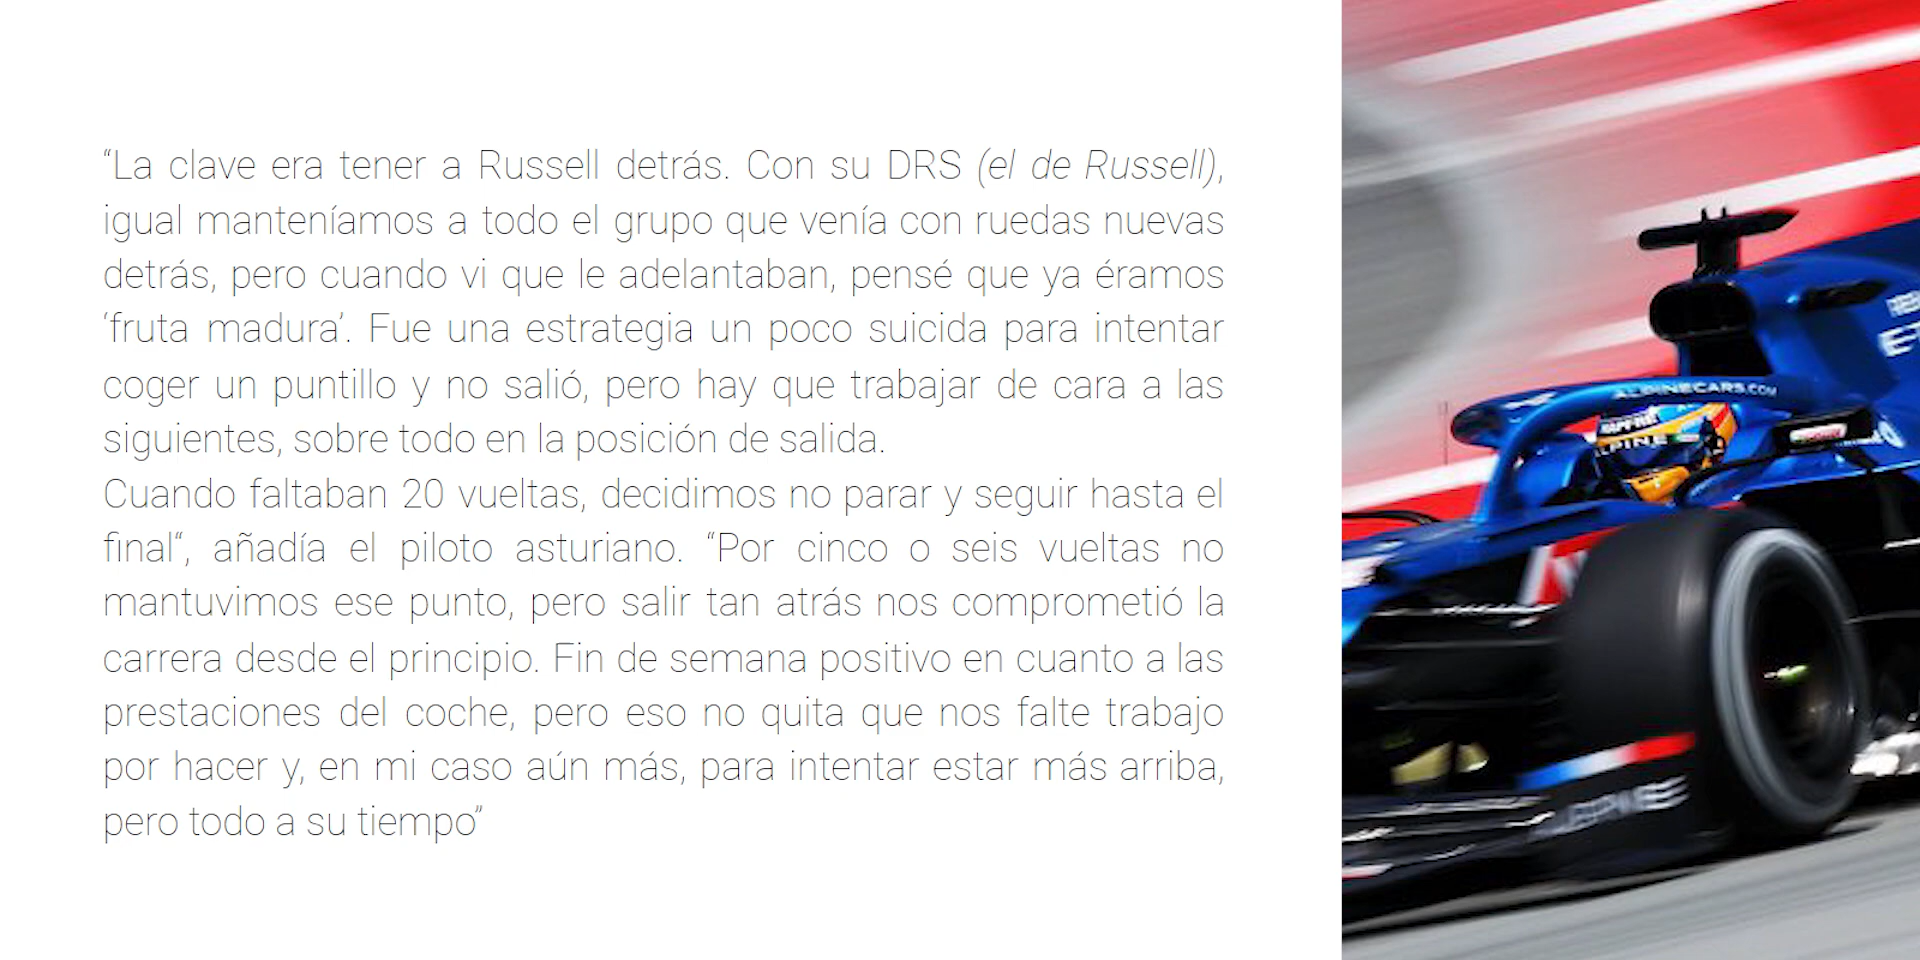 “La clave era tener a Russell detrás. Con su DRS (el de Russell),
igual manteníamos a todo el grupo que venía con ruedas nuevas
detrás, pero cuando vi que le adelantaban, pensé que ya éramos
‘fruta madura’. Fue una estrategia un poco suicida para intentar
coger un puntillo y no salió, pero hay que trabajar de cara a las
siguientes, sobre todo en la posición de salida.
Cuando faltaban 20 vueltas, decidimos no parar y seguir hasta el
final“, añadía el piloto asturiano. “Por cinco o seis vueltas no
mantuvimos ese punto, pero salir tan atrás nos comprometió la
carrera desde el principio. Fin de semana positivo en cuanto a las
prestaciones del coche, pero eso no quita que nos falte trabajo
por hacer y, en mi caso aún más, para intentar estar más arriba,
pero todo a su tiempo”
ALPINECARS.COM
MAPFRE
ALPINE
ALPINE